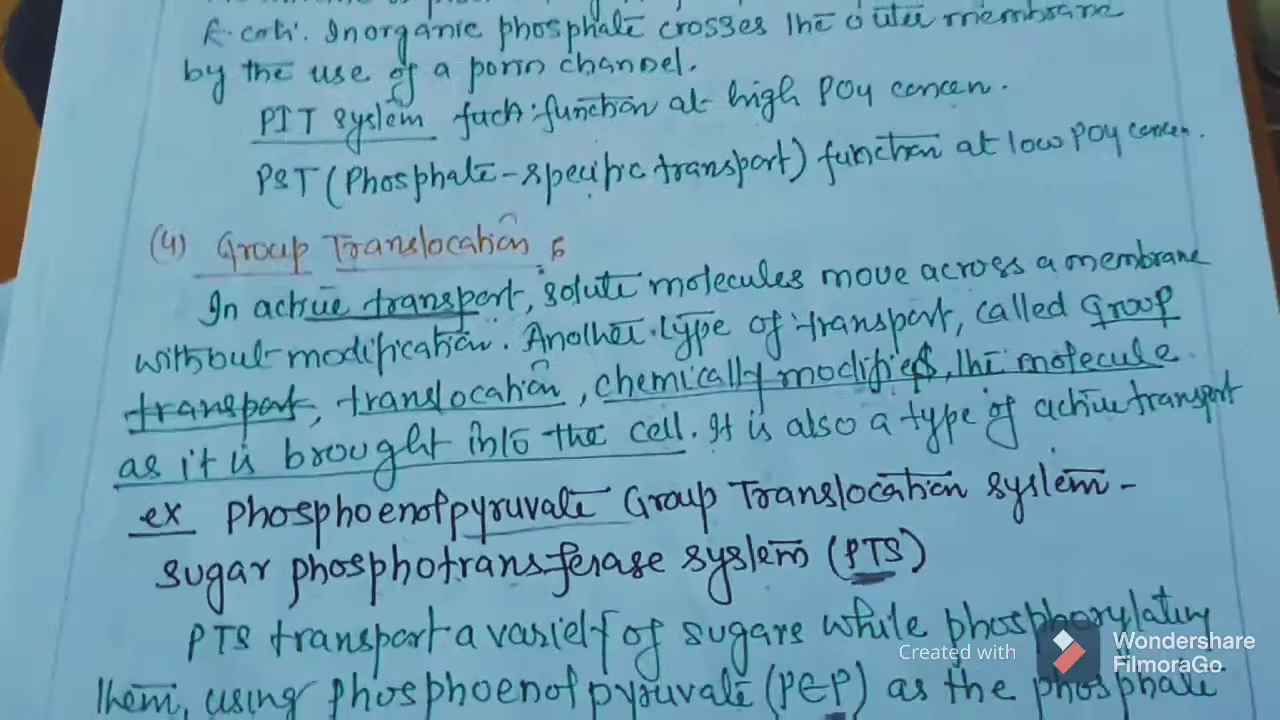 E. coli. Inorganic phosphate crosses the outer membrane
by the use of a porin channel.
PIT system function at high PO4 concen.
PST (Phosphate-specific transport) function at low PO4 concen.
(4) Group Translocation
In active transport, solute molecules move across a membrane
without modification. Another type of transport, called Group
transport, translocation, chemically modifies, the molecule
as it is brought into the cell. It is also a type of active transport
ex Phosphoenolpyruvate Group Translocation system-
sugar phosphotransferase system (PTS)
PTS transport a variety of sugars while phosphorylating
them, using phosphoenol pyouvate (PEP) as the phosphate
Created with Wondershare
FilmoraGo